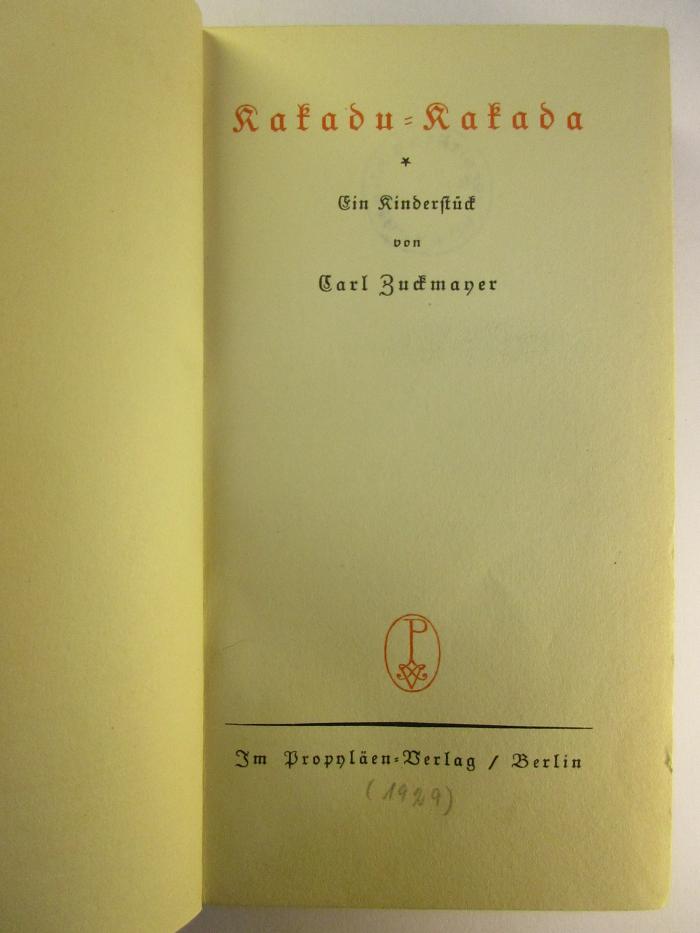 Kakadu-Kakada
*
Ein Kinderstück
von
Carl Zuckmayer
P
Im Propyläen-Verlag / Berlin
(1929)